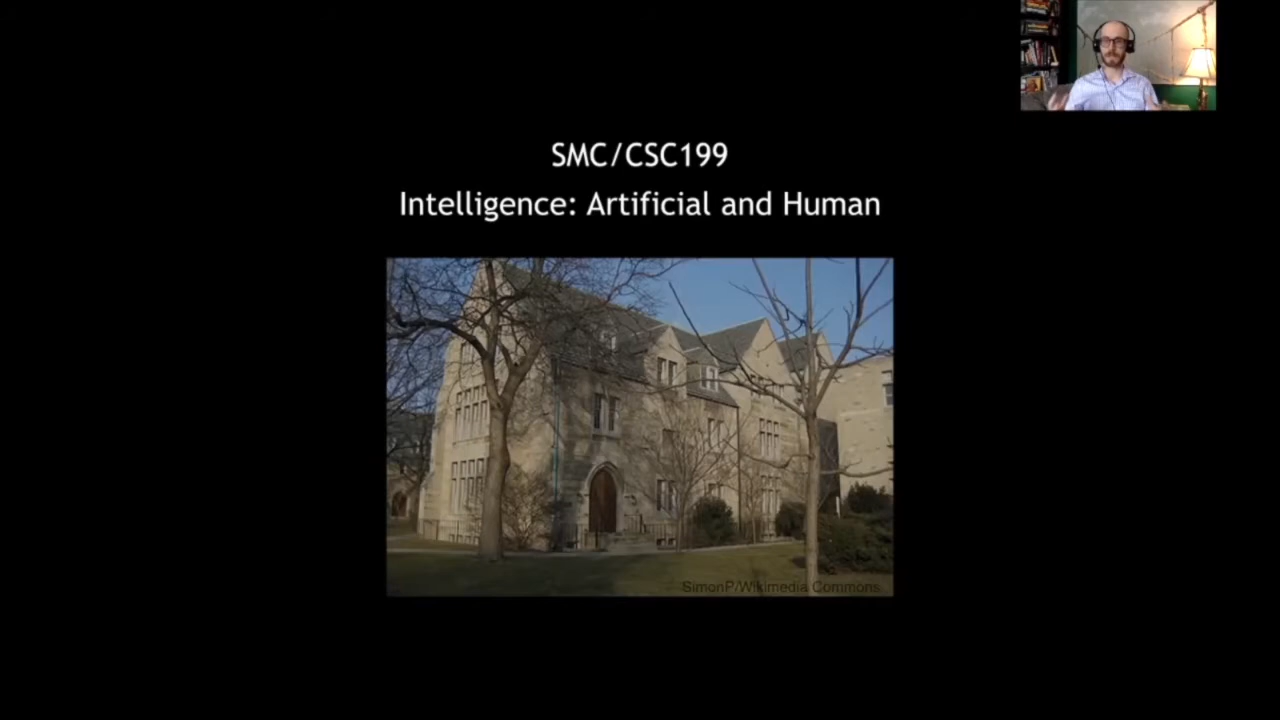 SMC/CSC199
Intelligence: Artificial and Human
SimonP/Wikimedia Commons